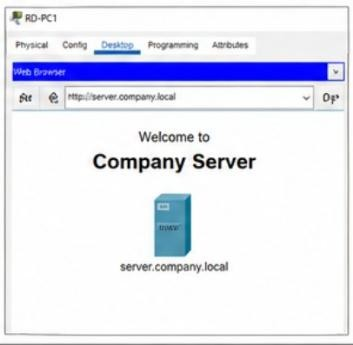 RD-PC1
Physical Config Desktop Programming Attributes
Web Browser
http://server.company.local
Welcome to
Company Server
server.company.local